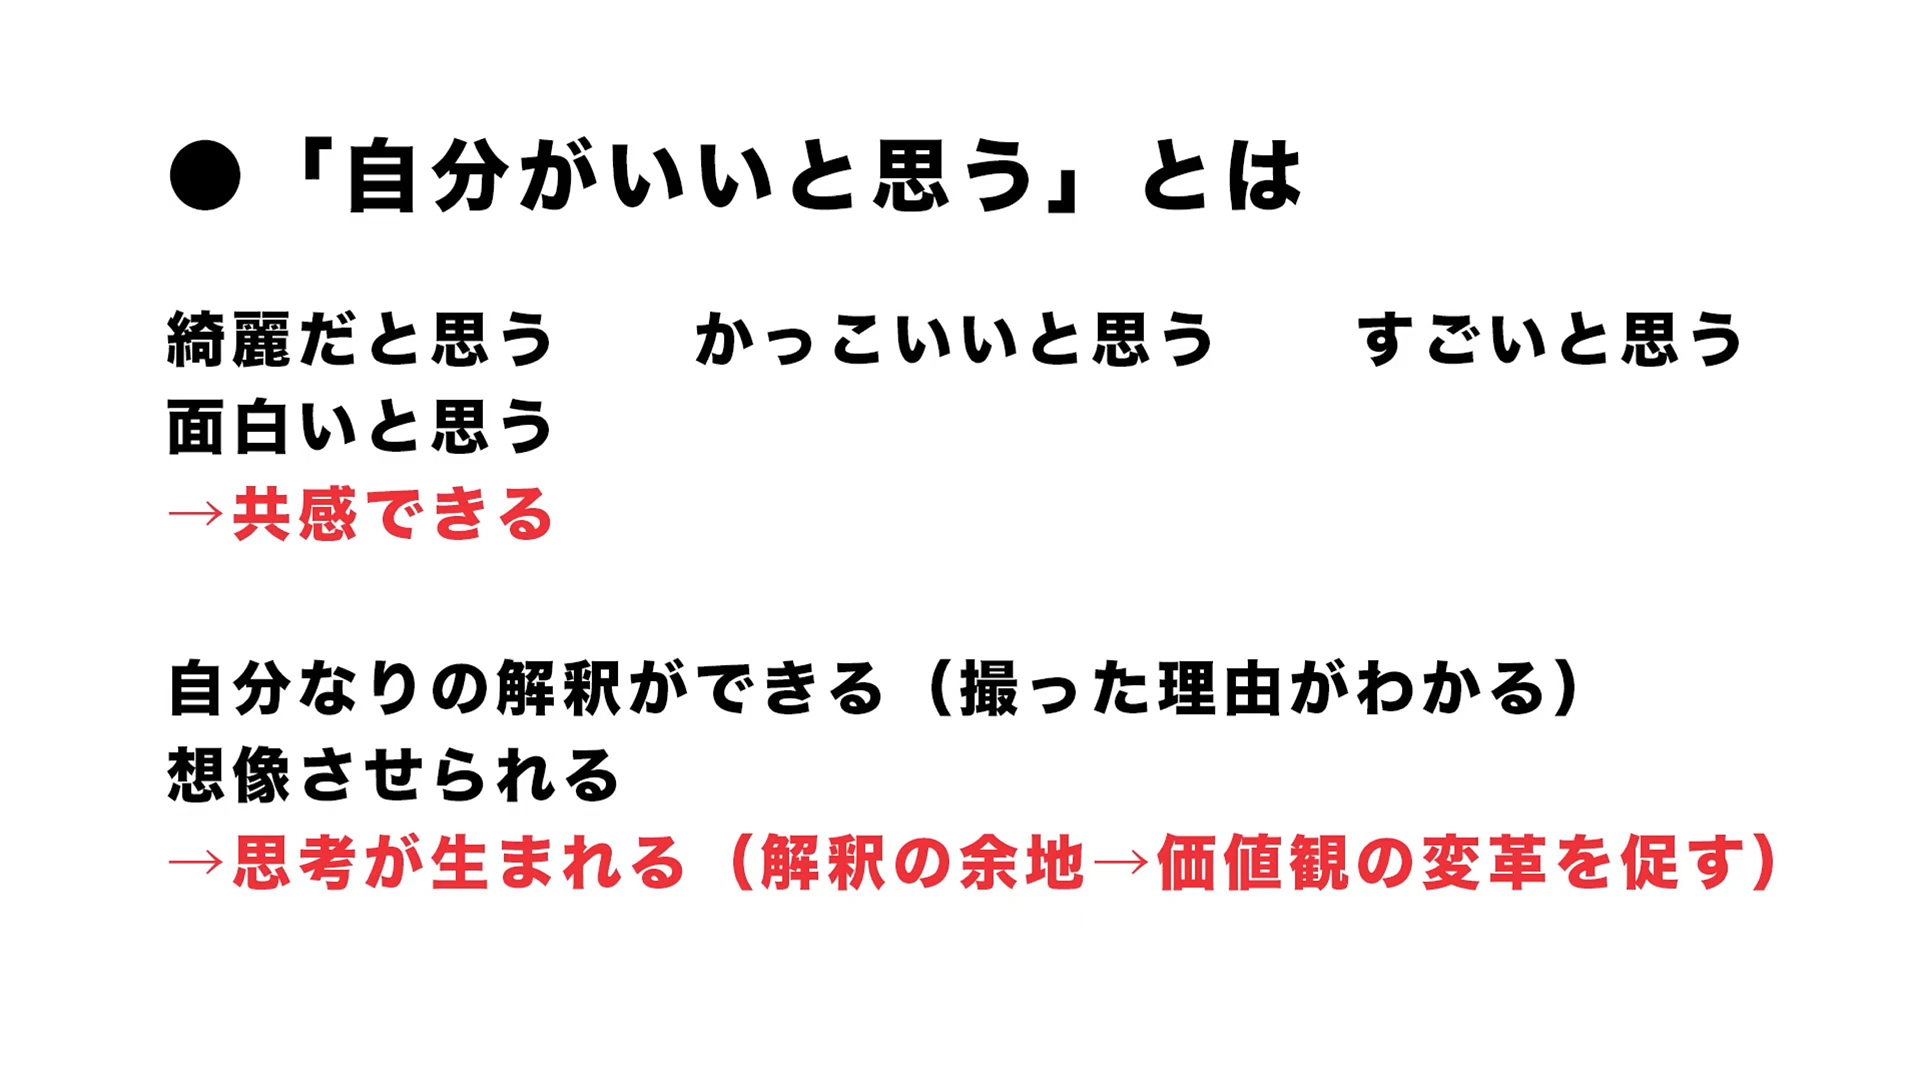 ●「自分がいいと思う」とは
綺麗だと思う　　かっこいいと思う　　すごいと思う
面白いと思う
→共感できる
自分なりの解釈ができる（撮った理由がわかる）
想像させられる
→思考が生まれる（解釈の余地→価値観の変革を促す）